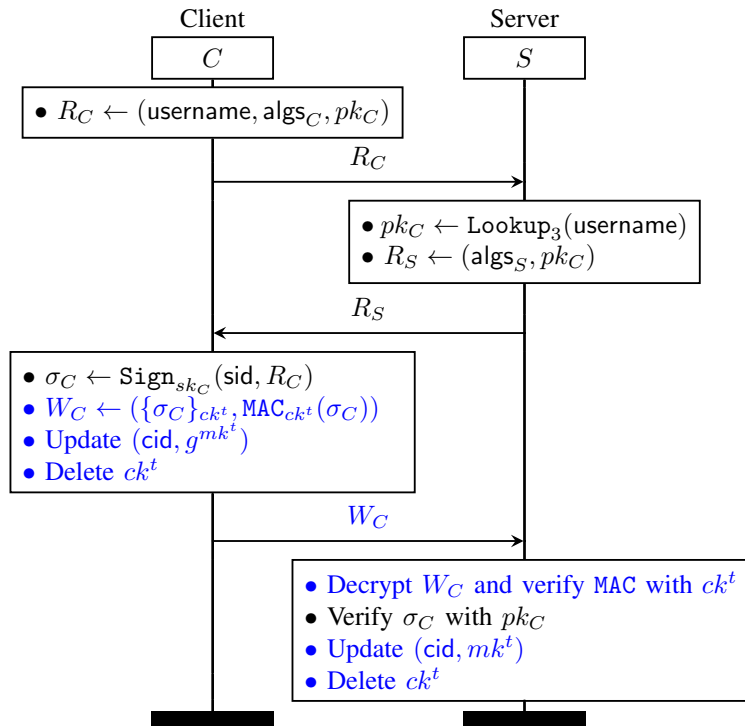 Client Server
C S
• R_C ← (username, algs_C, pk_C)
R_C
• pk_C ← Lookup_3(username)
• R_S ← (algs_S, pk_C)
R_S
• σ_C ← Sign_{sk_C}(sid, R_C)
• W_C ← ({σ_C}_{ck^t}, MAC_{ck^t}(σ_C))
• Update (cid, g^{mk^t})
• Delete ck^t
W_C
• Decrypt W_C and verify MAC with ck^t
• Verify σ_C with pk_C
• Update (cid, mk^t)
• Delete ck^t